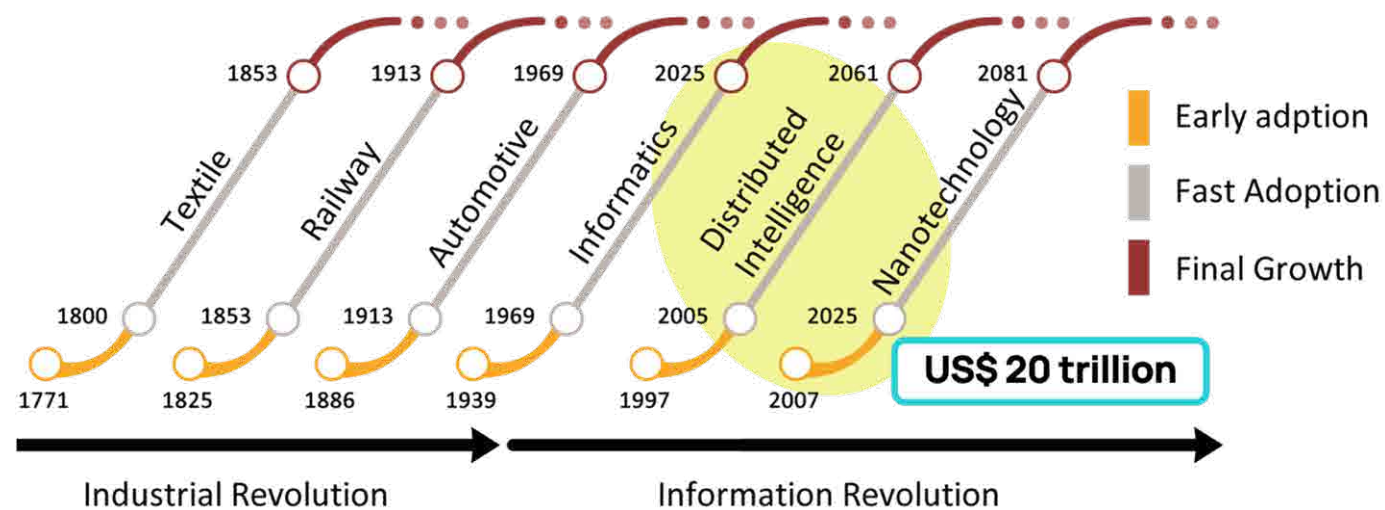 1853
1913
1969
2025
2061
2081
Textile
Railway
Automotive
Informatics
Distributed
Intelligence
Nanotechnology
Early adption
Fast Adoption
Final Growth
1800
1853
1913
1969
2005
2025
1771
1825
1886
1939
1997
2007
US$ 20 trillion
Industrial Revolution
Information Revolution